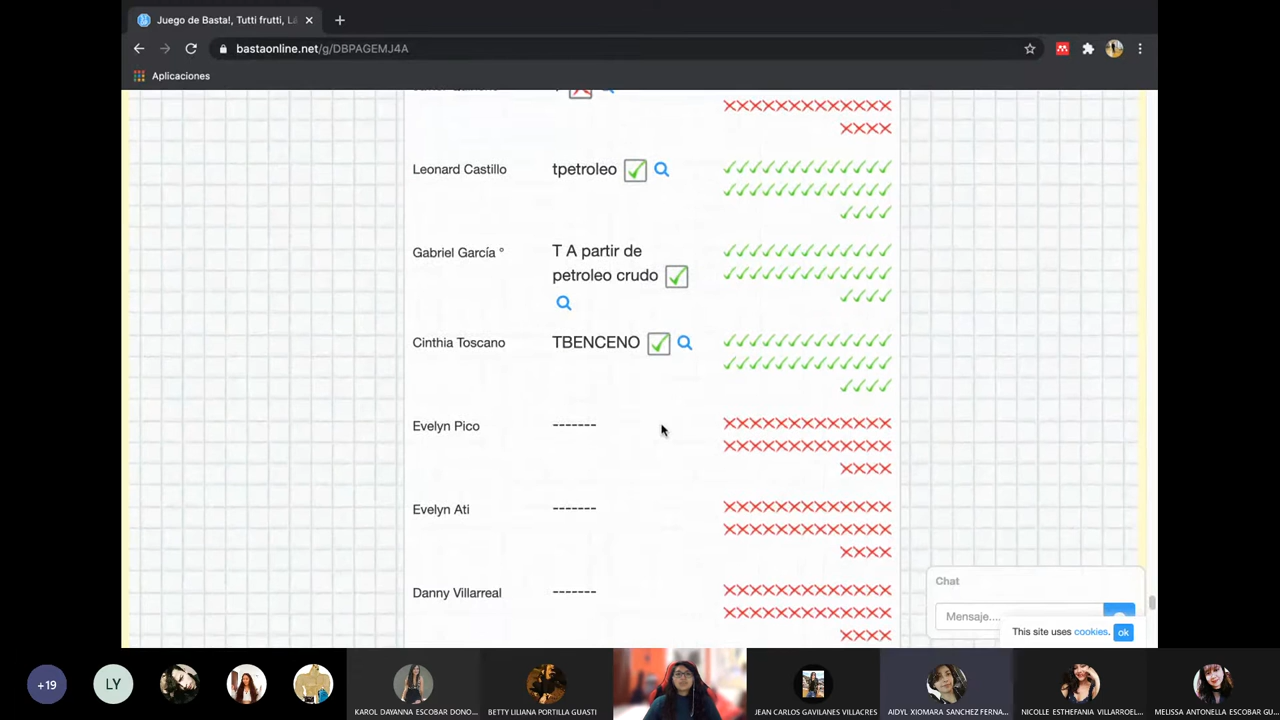 Juego de Basta!, Tutti frutti, Lá
bastaonline.net/g/DBPAGEMJ4A
Aplicaciones
Leonard Castillo
tpetroleo
Gabriel García °
T A partir de
petroleo crudo
Cinthia Toscano
TBENCENO
Evelyn Pico
-------
Evelyn Ati
-------
Danny Villarreal
-------
Chat
Mensaje....
This site uses cookies. ok
+19
LY
KAROL DAYANNA ESCOBAR DONO...
BETTY LILIANA PORTILLA GUASTI
JEAN CARLOS GAVILANES VILLACRES
AIDYL XIOMARA SANCHEZ FERNA...
NICOLLE ESTHEFANIA VILLARROEL...
MELISSA ANTONELLA ESCOBAR GU...